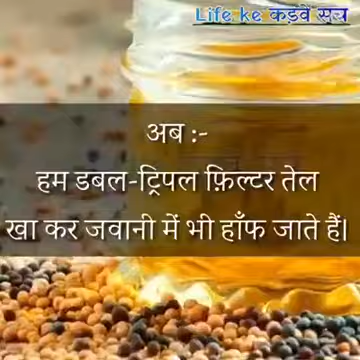 Life ke कड़वें सच
अब :-
हम डबल-ट्रिपल फ़िल्टर तेल
खा कर जवानी में भी हाँफ जाते हैं।